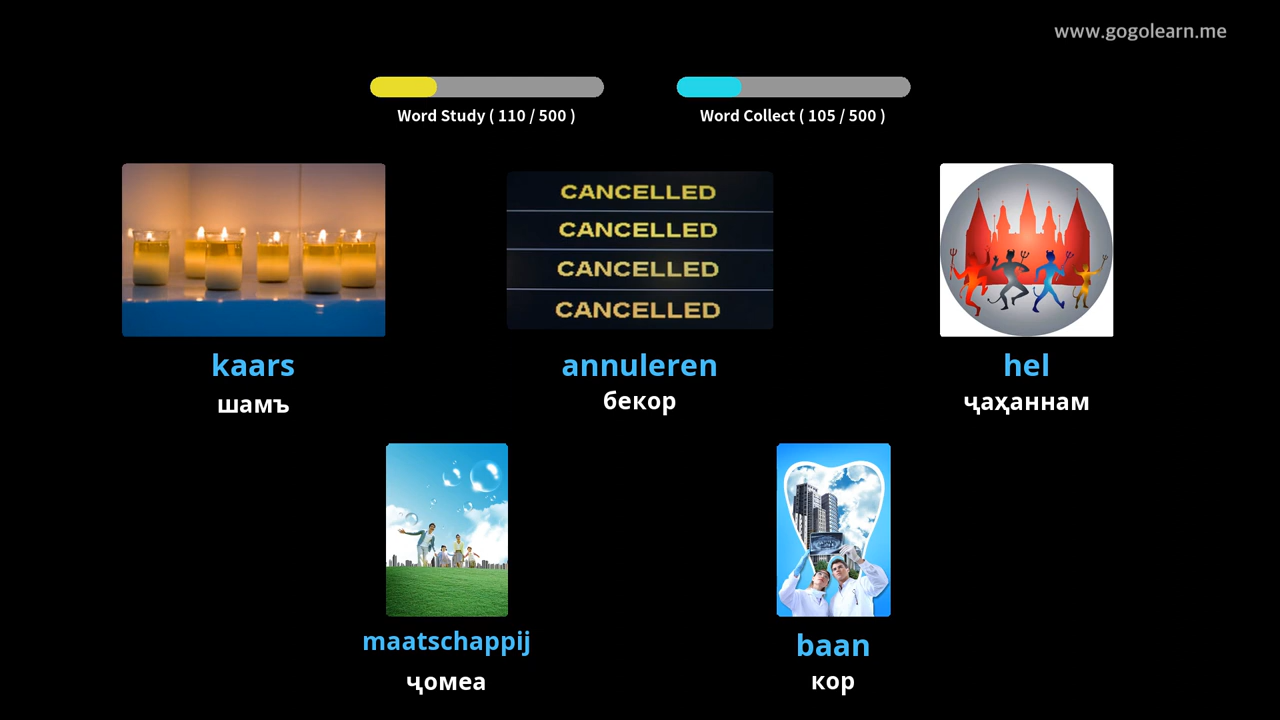 www.gogolearn.me
Word Study ( 110 / 500 )
Word Collect ( 105 / 500 )
CANCELLED
CANCELLED
CANCELLED
CANCELLED
kaars
annuleren
hel
шамъ
бекор
ҷаҳаннам
maatschappij
baan
ҷомеа
кор